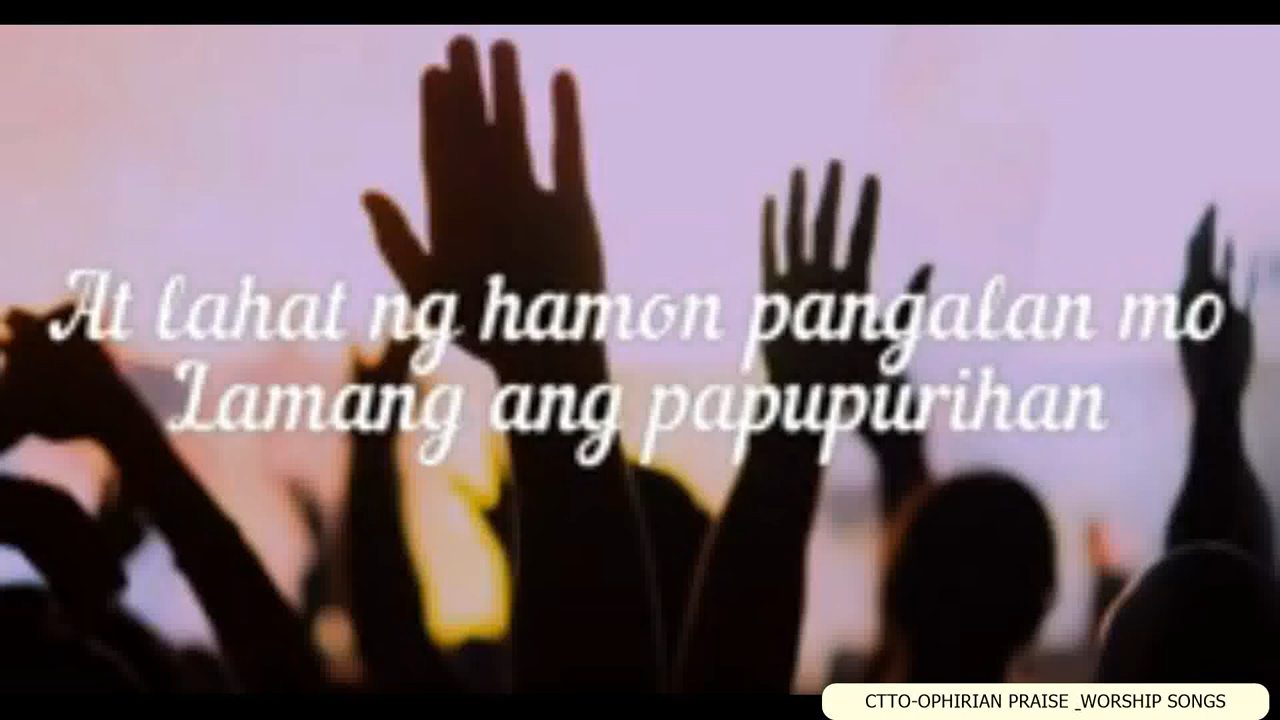 At lahat ng hamon pangalan mo
Lamang ang papupurihan
CTTO-OPHIRIAN PRAISE _WORSHIP SONGS